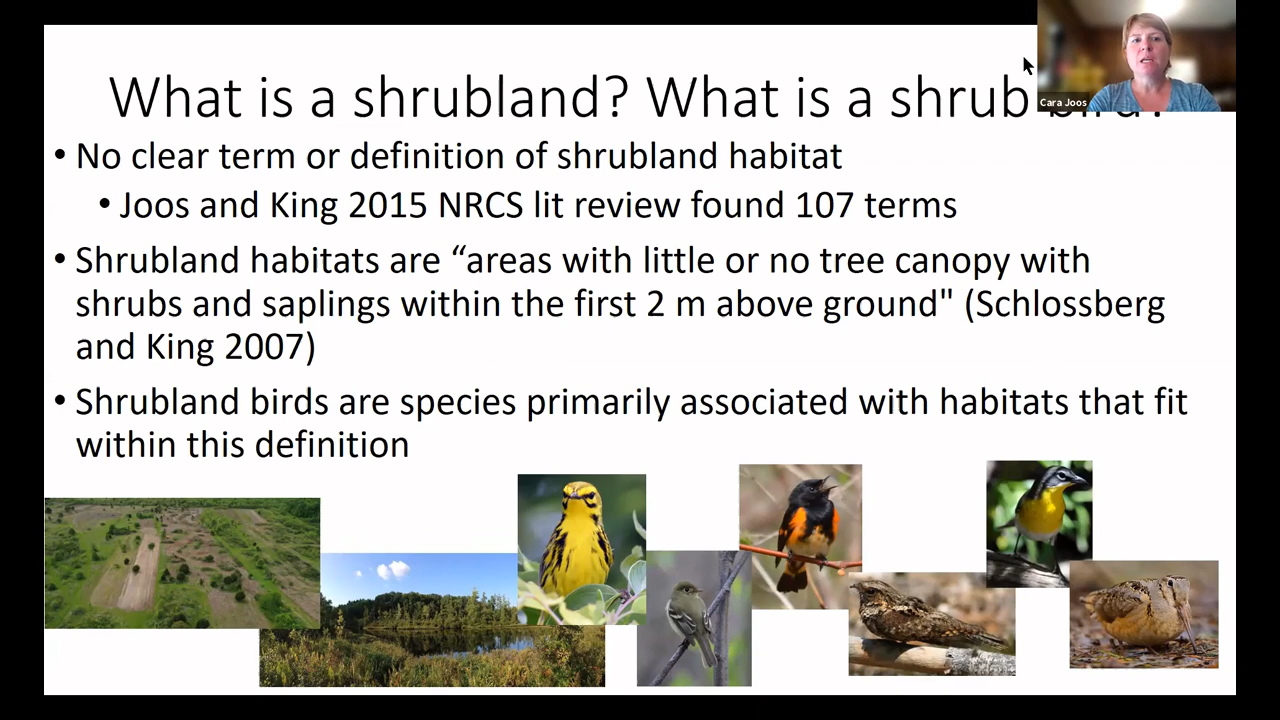 What is a shrubland? What is a shrub bird?
• No clear term or definition of shrubland habitat
• Joos and King 2015 NRCS lit review found 107 terms
• Shrubland habitats are “areas with little or no tree canopy with
shrubs and saplings within the first 2 m above ground" (Schlossberg
and King 2007)
• Shrubland birds are species primarily associated with habitats that fit
within this definition
Cara Joos